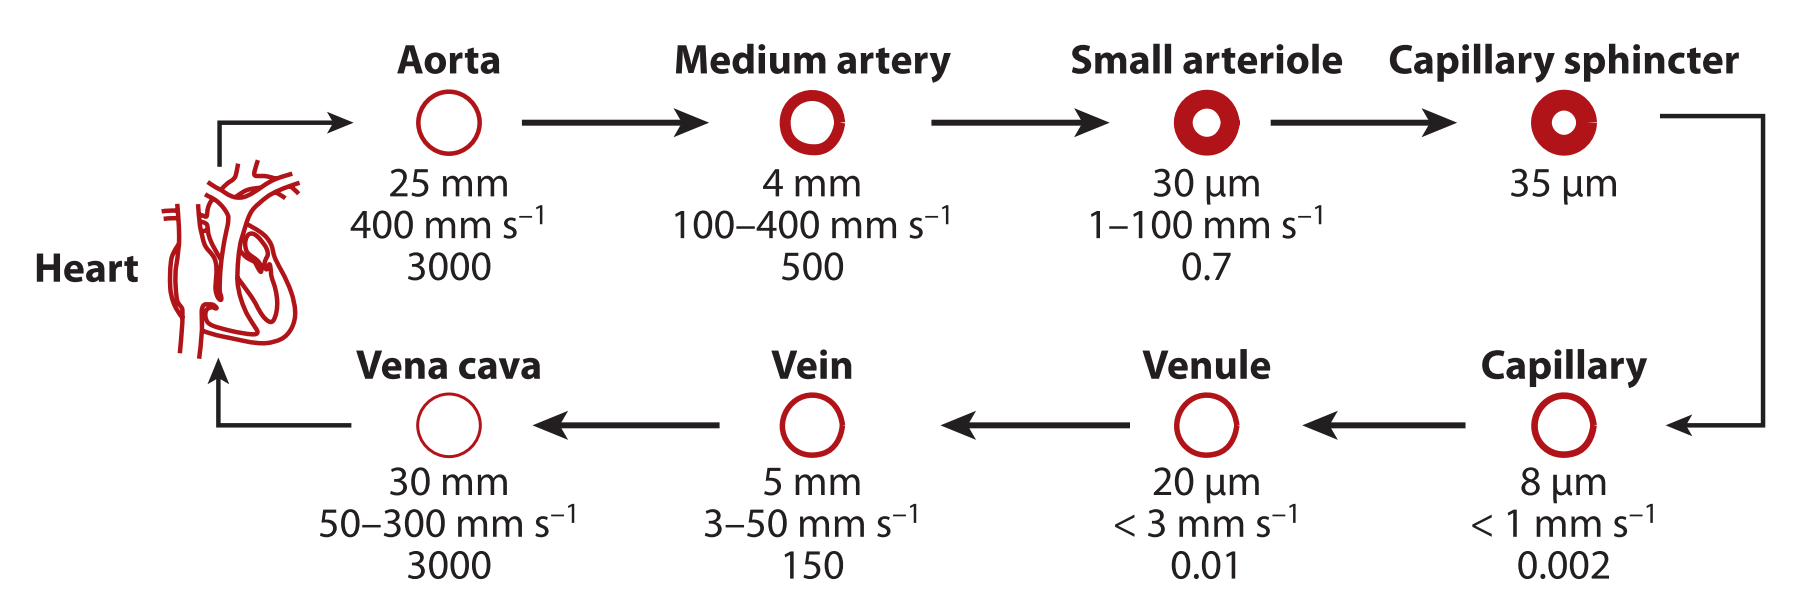 Aorta
25 mm
400 mm s⁻¹
3000
Medium artery
4 mm
100–400 mm s⁻¹
500
Small arteriole
30 μm
1–100 mm s⁻¹
0.7
Capillary sphincter
35 μm
Heart
Vena cava
30 mm
50–300 mm s⁻¹
3000
Vein
5 mm
3–50 mm s⁻¹
150
Venule
20 μm
< 3 mm s⁻¹
0.01
Capillary
8 μm
< 1 mm s⁻¹
0.002